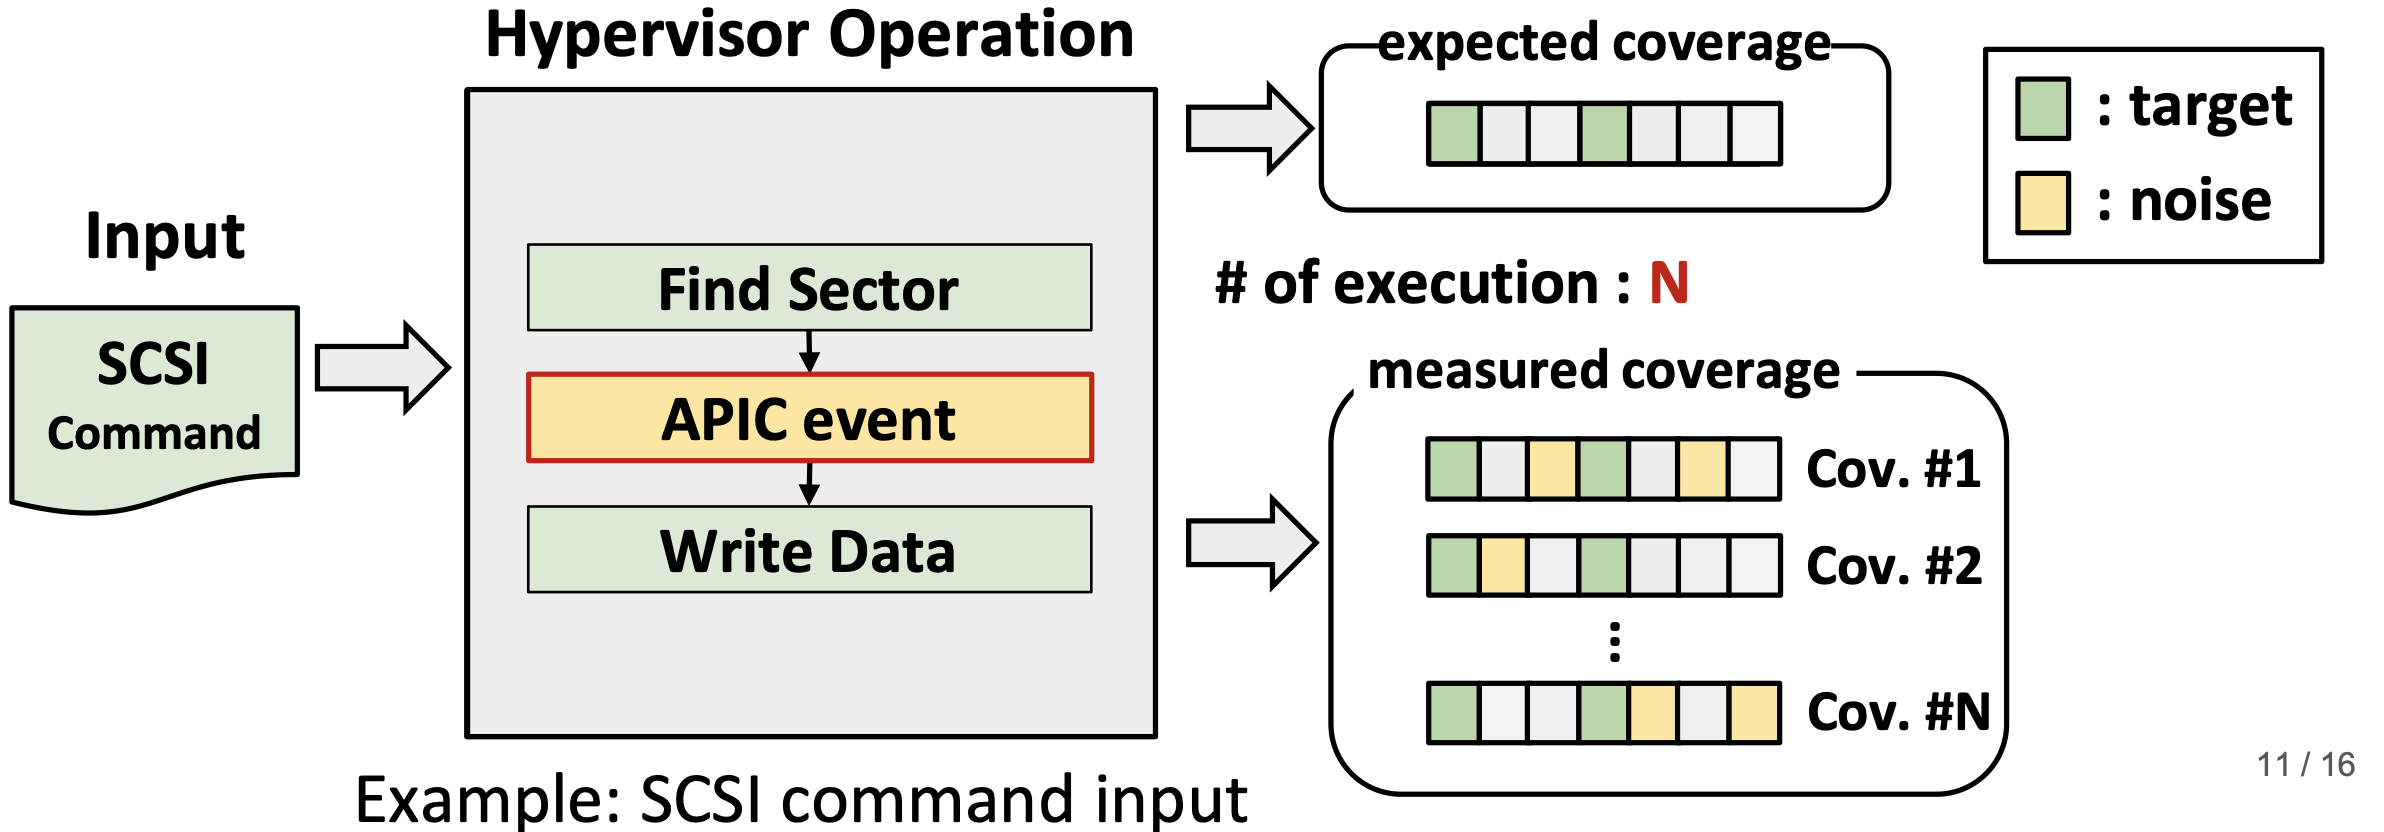 Hypervisor Operation
Input
SCSI
Command
Find Sector
APIC event
Write Data
Example: SCSI command input
expected coverage
# of execution : N
measured coverage
Cov. #1
Cov. #2
⋮
Cov. #N
: target
: noise
11 / 16